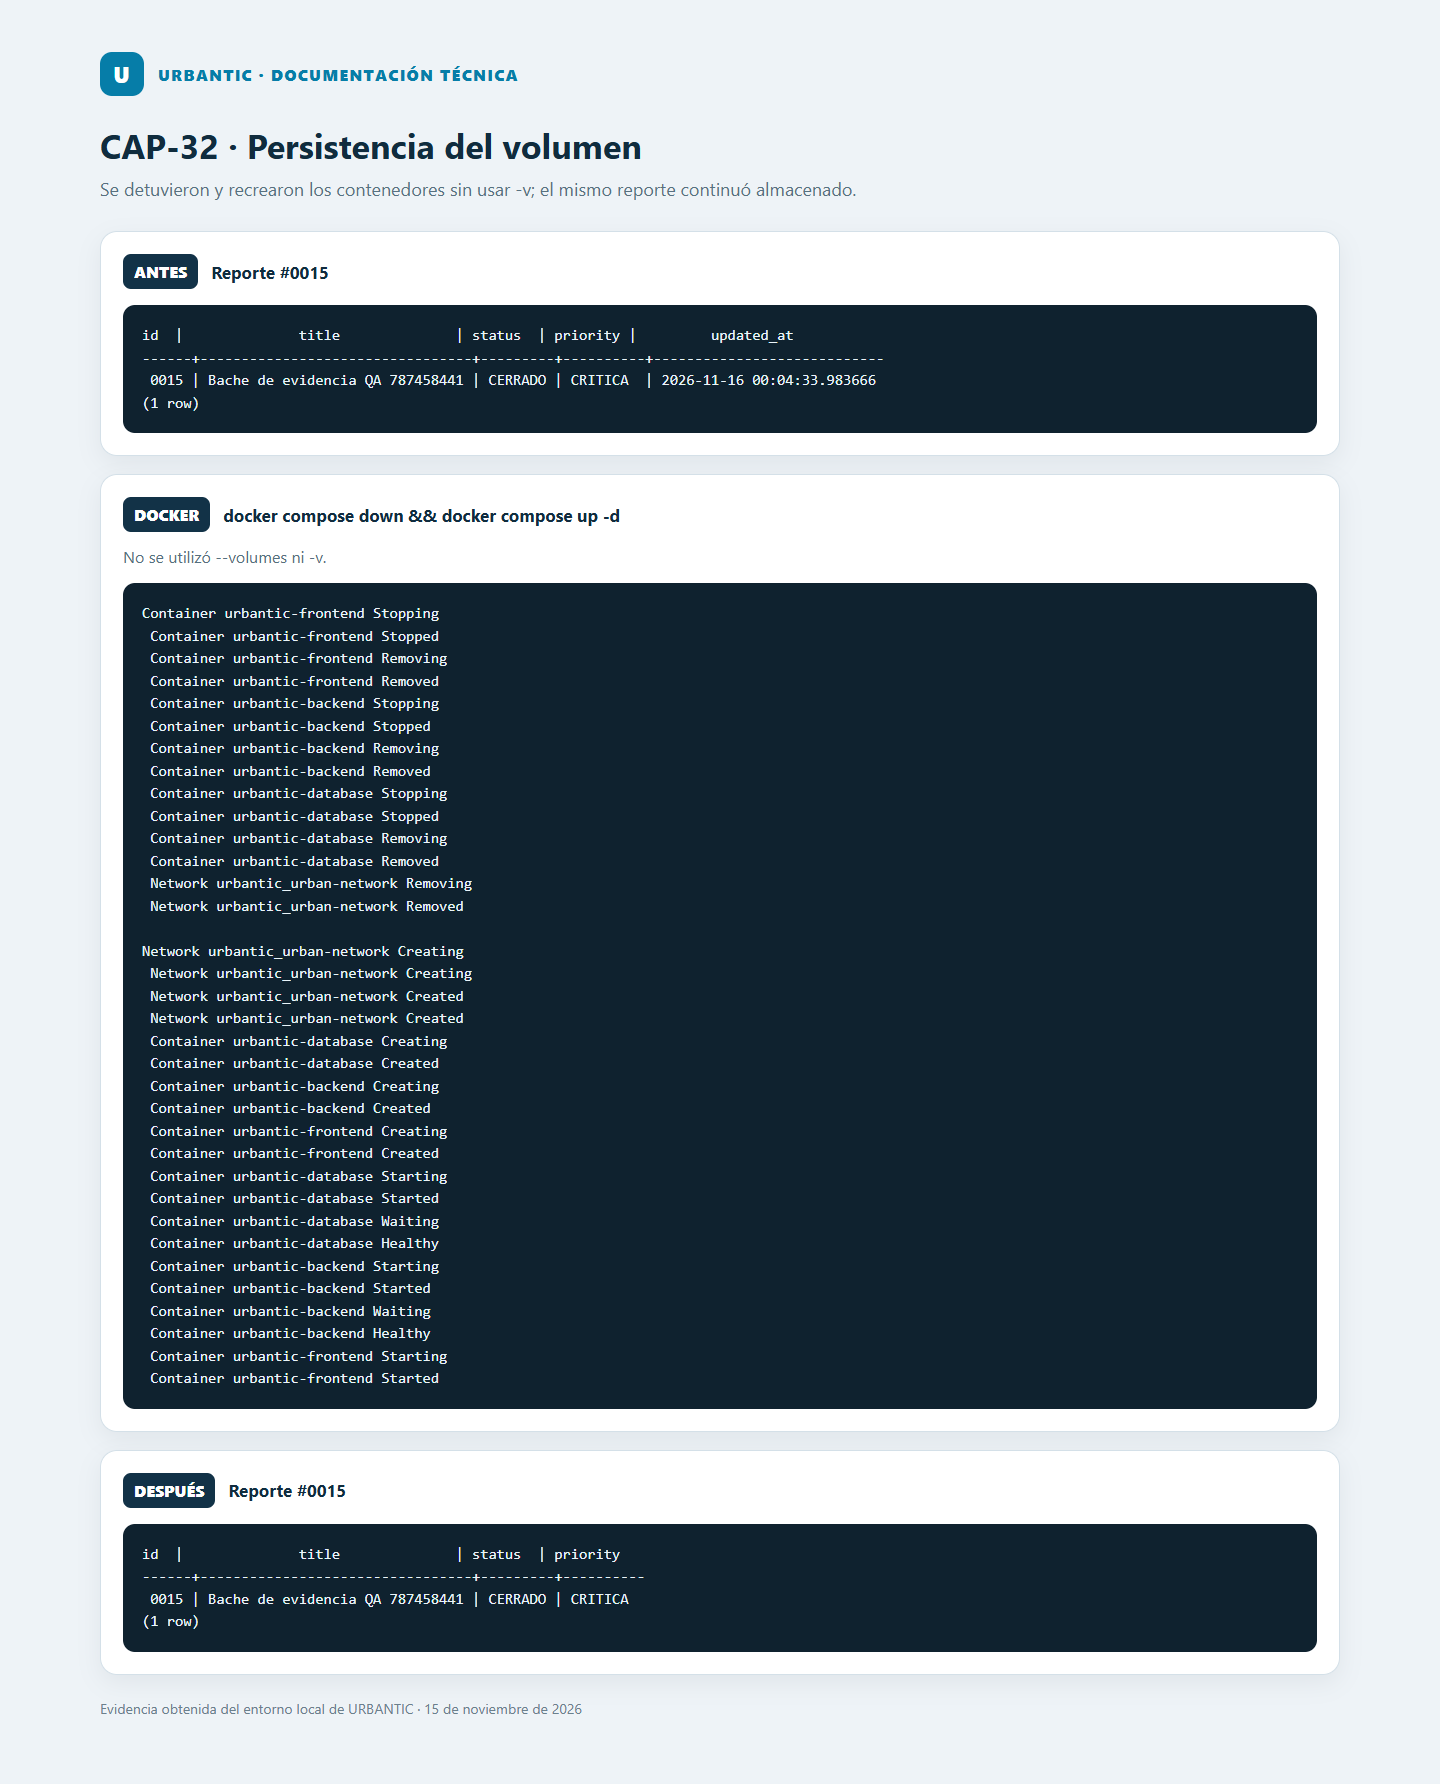 U
URBANTIC · DOCUMENTACIÓN TÉCNICA
CAP-32 · Persistencia del volumen
Se detuvieron y recrearon los contenedores sin usar -v; el mismo reporte continuó almacenado.
ANTES Reporte #0015
id  |              title              | status  | priority |         updated_at
------+---------------------------------+---------+----------+----------------------------
 0015 | Bache de evidencia QA 787458441 | CERRADO | CRITICA  | 2026-11-16 00:04:33.983666
(1 row)
DOCKER docker compose down && docker compose up -d
No se utilizó --volumes ni -v.
Container urbantic-frontend Stopping
 Container urbantic-frontend Stopped
 Container urbantic-frontend Removing
 Container urbantic-frontend Removed
 Container urbantic-backend Stopping
 Container urbantic-backend Stopped
 Container urbantic-backend Removing
 Container urbantic-backend Removed
 Container urbantic-database Stopping
 Container urbantic-database Stopped
 Container urbantic-database Removing
 Container urbantic-database Removed
 Network urbantic_urban-network Removing
 Network urbantic_urban-network Removed
Network urbantic_urban-network Creating
 Network urbantic_urban-network Creating
 Network urbantic_urban-network Created
 Network urbantic_urban-network Created
 Container urbantic-database Creating
 Container urbantic-database Created
 Container urbantic-backend Creating
 Container urbantic-backend Created
 Container urbantic-frontend Creating
 Container urbantic-frontend Created
 Container urbantic-database Starting
 Container urbantic-database Started
 Container urbantic-database Waiting
 Container urbantic-database Healthy
 Container urbantic-backend Starting
 Container urbantic-backend Started
 Container urbantic-backend Waiting
 Container urbantic-backend Healthy
 Container urbantic-frontend Starting
 Container urbantic-frontend Started
DESPUÉS Reporte #0015
id  |              title              | status  | priority
------+---------------------------------+---------+----------
 0015 | Bache de evidencia QA 787458441 | CERRADO | CRITICA
(1 row)
Evidencia obtenida del entorno local de URBANTIC · 15 de noviembre de 2026